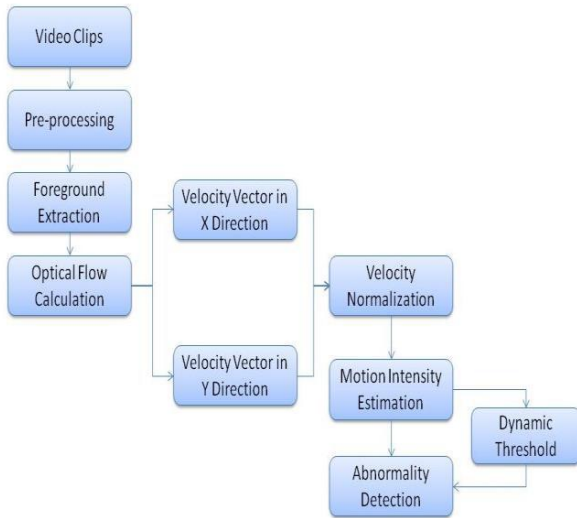 Video Clips
Pre-processing
Foreground
Extraction
Optical Flow
Calculation
Velocity Vector in
X Direction
Velocity Vector in
Y Direction
Velocity
Normalization
Motion Intensity
Estimation
Dynamic
Threshold
Abnormality
Detection